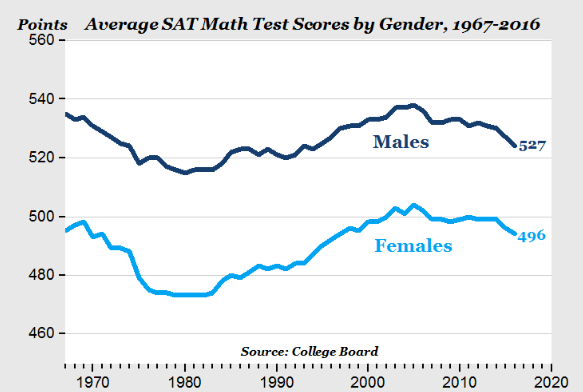 Points Average SAT Math Test Scores by Gender, 1967-2016
560
540
Males 527
520
500
496
Females
480
460
Source: College Board
1970 1980 1990 2000 2010 2020